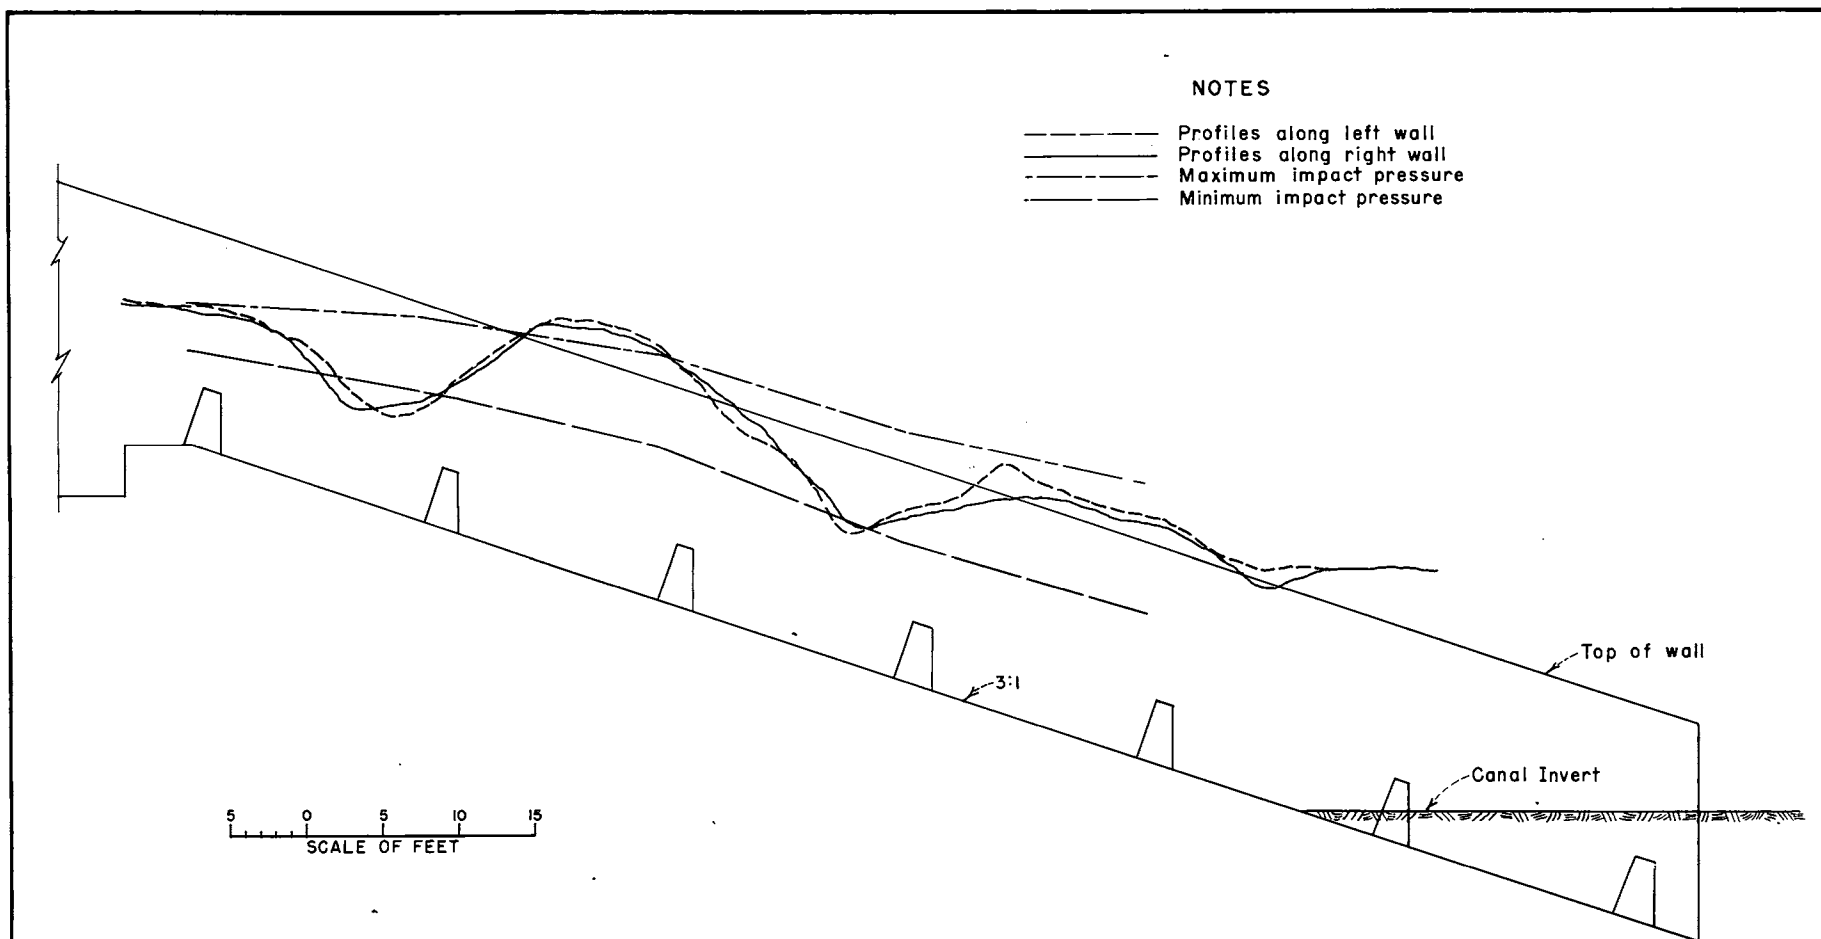 NOTES
Profiles along left wall
Profiles along right wall
Maximum impact pressure
Minimum impact pressure
Top of wall
3:1
Canal Invert
5 0 5 10 15
SCALE OF FEET